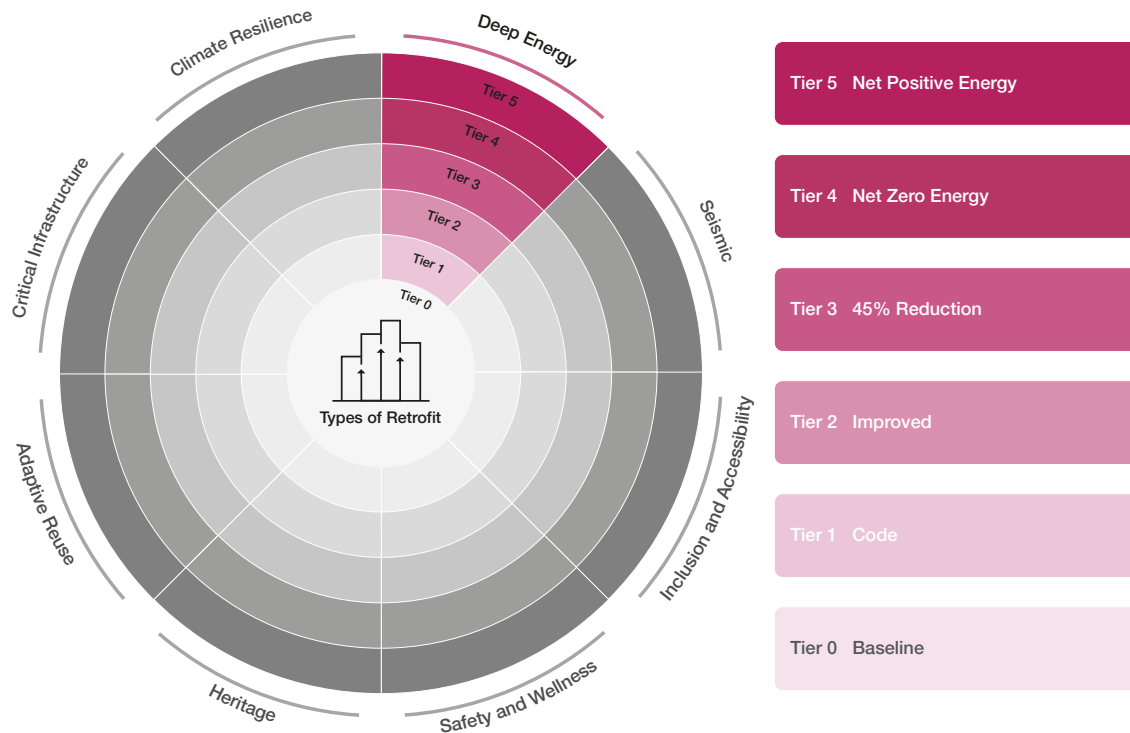 Climate Resilience
Deep Energy
Seismic
Inclusion and Accessibility
Safety and Wellness
Heritage
Adaptive Reuse
Critical Infrastructure
Tier 5
Tier 4
Tier 3
Tier 2
Tier 1
Tier 0
Types of Retrofit
Tier 5 Net Positive Energy
Tier 4 Net Zero Energy
Tier 3 45% Reduction
Tier 2 Improved
Tier 1 Code
Tier 0 Baseline